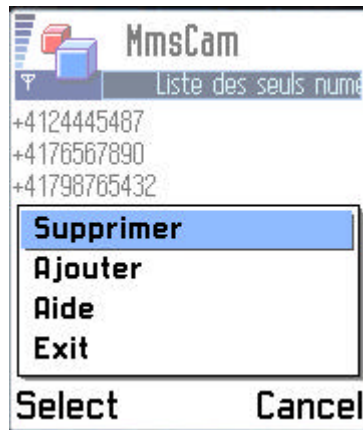 MmsCam
Liste des seuls numé
+4124445487
+4176567890
+41798765432
Supprimer
Ajouter
Aide
Exit
Select Cancel